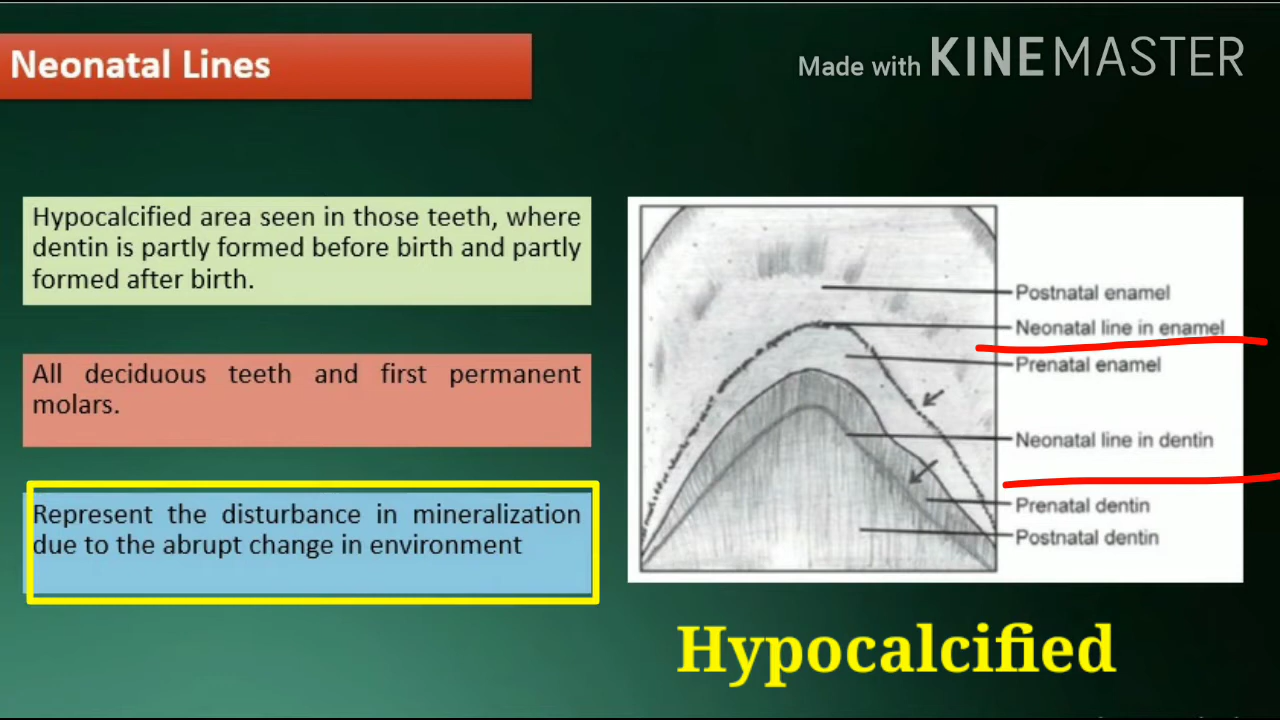 Neonatal Lines
Made with KINEMASTER
Hypocalcified area seen in those teeth, where
dentin is partly formed before birth and partly
formed after birth.
All deciduous teeth and first permanent
molars.
Represent the disturbance in mineralization
due to the abrupt change in environment
Postnatal enamel
Neonatal line in enamel
Prenatal enamel
Neonatal line in dentin
Prenatal dentin
Postnatal dentin
Hypocalcified